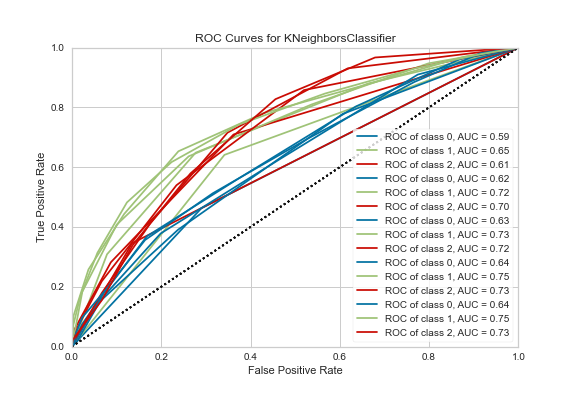 ROC Curves for KNeighborsClassifier
1.0
0.8
0.6
0.4
0.2
0.0
True Positive Rate
ROC of class 0, AUC = 0.59
ROC of class 1, AUC = 0.65
ROC of class 2, AUC = 0.61
ROC of class 0, AUC = 0.62
ROC of class 1, AUC = 0.72
ROC of class 2, AUC = 0.70
ROC of class 0, AUC = 0.63
ROC of class 1, AUC = 0.73
ROC of class 2, AUC = 0.72
ROC of class 0, AUC = 0.64
ROC of class 1, AUC = 0.75
ROC of class 2, AUC = 0.73
ROC of class 0, AUC = 0.64
ROC of class 1, AUC = 0.75
ROC of class 2, AUC = 0.73
0.0 0.2 0.4 0.6 0.8 1.0
False Positive Rate